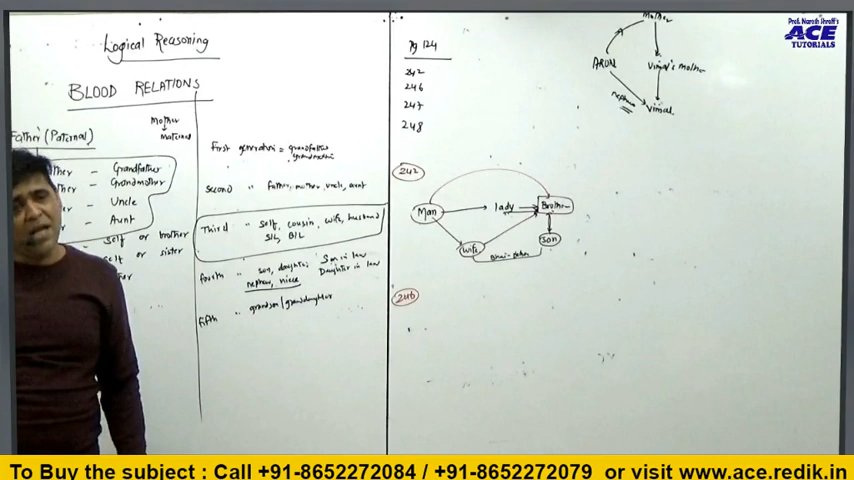 Logical Reasoning
BLOOD RELATIONS
Mother
Maternal
Father (Paternal)
ther - Grandfather
ther - Grandmother
- Uncle
- Aunt
self or brother
self or sister
ther
First generation = grandfather
grandmother
Second " Father, mother, uncle, aunt
Third " self, cousin, wife, husband
SIL, BIL
fourth " son, daughter, Son in law
nephew, niece Daughter in law
fifth " grandson/granddaughter
Pg 124
242
246
247
248
Mother
ARUN
Vimal's mother
nephew
Vimal
242
Man
lady
Brother
wife
son
246
Prof. Naresh Shroff's
ACE
TUTORIALS
To Buy the subject : Call +91-8652272084 / +91-8652272079 or visit www.ace.redik.in